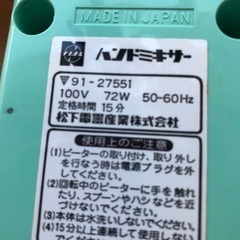 MADE IN JAPAN
ハンドミキサー
▽91-27551
100V 72W 50-60Hz
定格時間 15分
松下電器産業株式会社
使用上のご注意
(1)ビーターの取り付け、取り外し
を行なう時は電源プラグを外
してください。
(2)回転中のビーターに手を触れ
たり、スプーンやハシなどを近
づけないでください。
(3)本体は水洗いしないでください。
(4)15分以上連続して使用しない